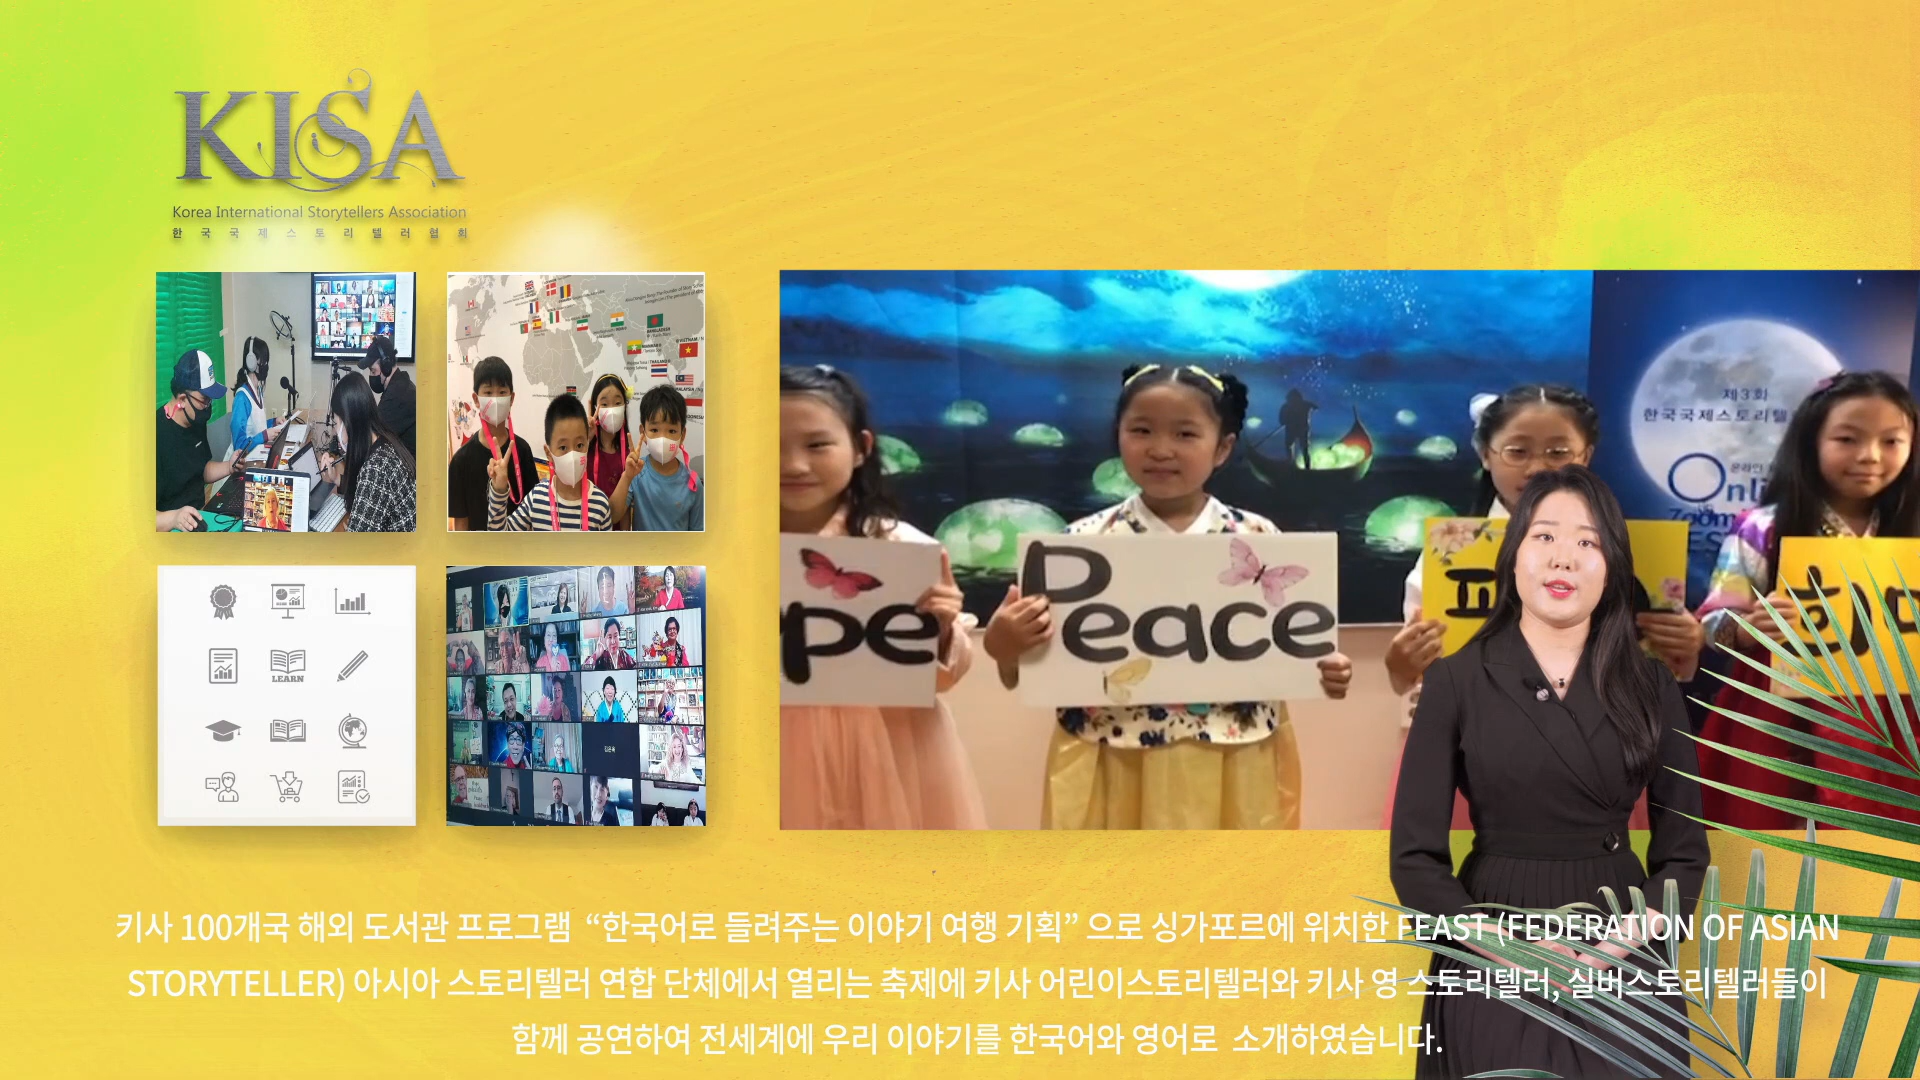 KISA
Korea International Storytellers Association
한국국제스토리텔러협회
LEARN
제3회
한국국제스토리텔
온라인
Onli
Zoom
EST
pe
Peace
희
키사 100개국 해외 도서관 프로그램 “한국어로 들려주는 이야기 여행 기획” 으로 싱가포르에 위치한 FEAST (FEDERATION OF ASIAN
STORYTELLER) 아시아 스토리텔러 연합 단체에서 열리는 축제에 키사 어린이스토리텔러와 키사 영 스토리텔러, 실버스토리텔러들이
함께 공연하여 전세계에 우리 이야기를 한국어와 영어로 소개하였습니다.